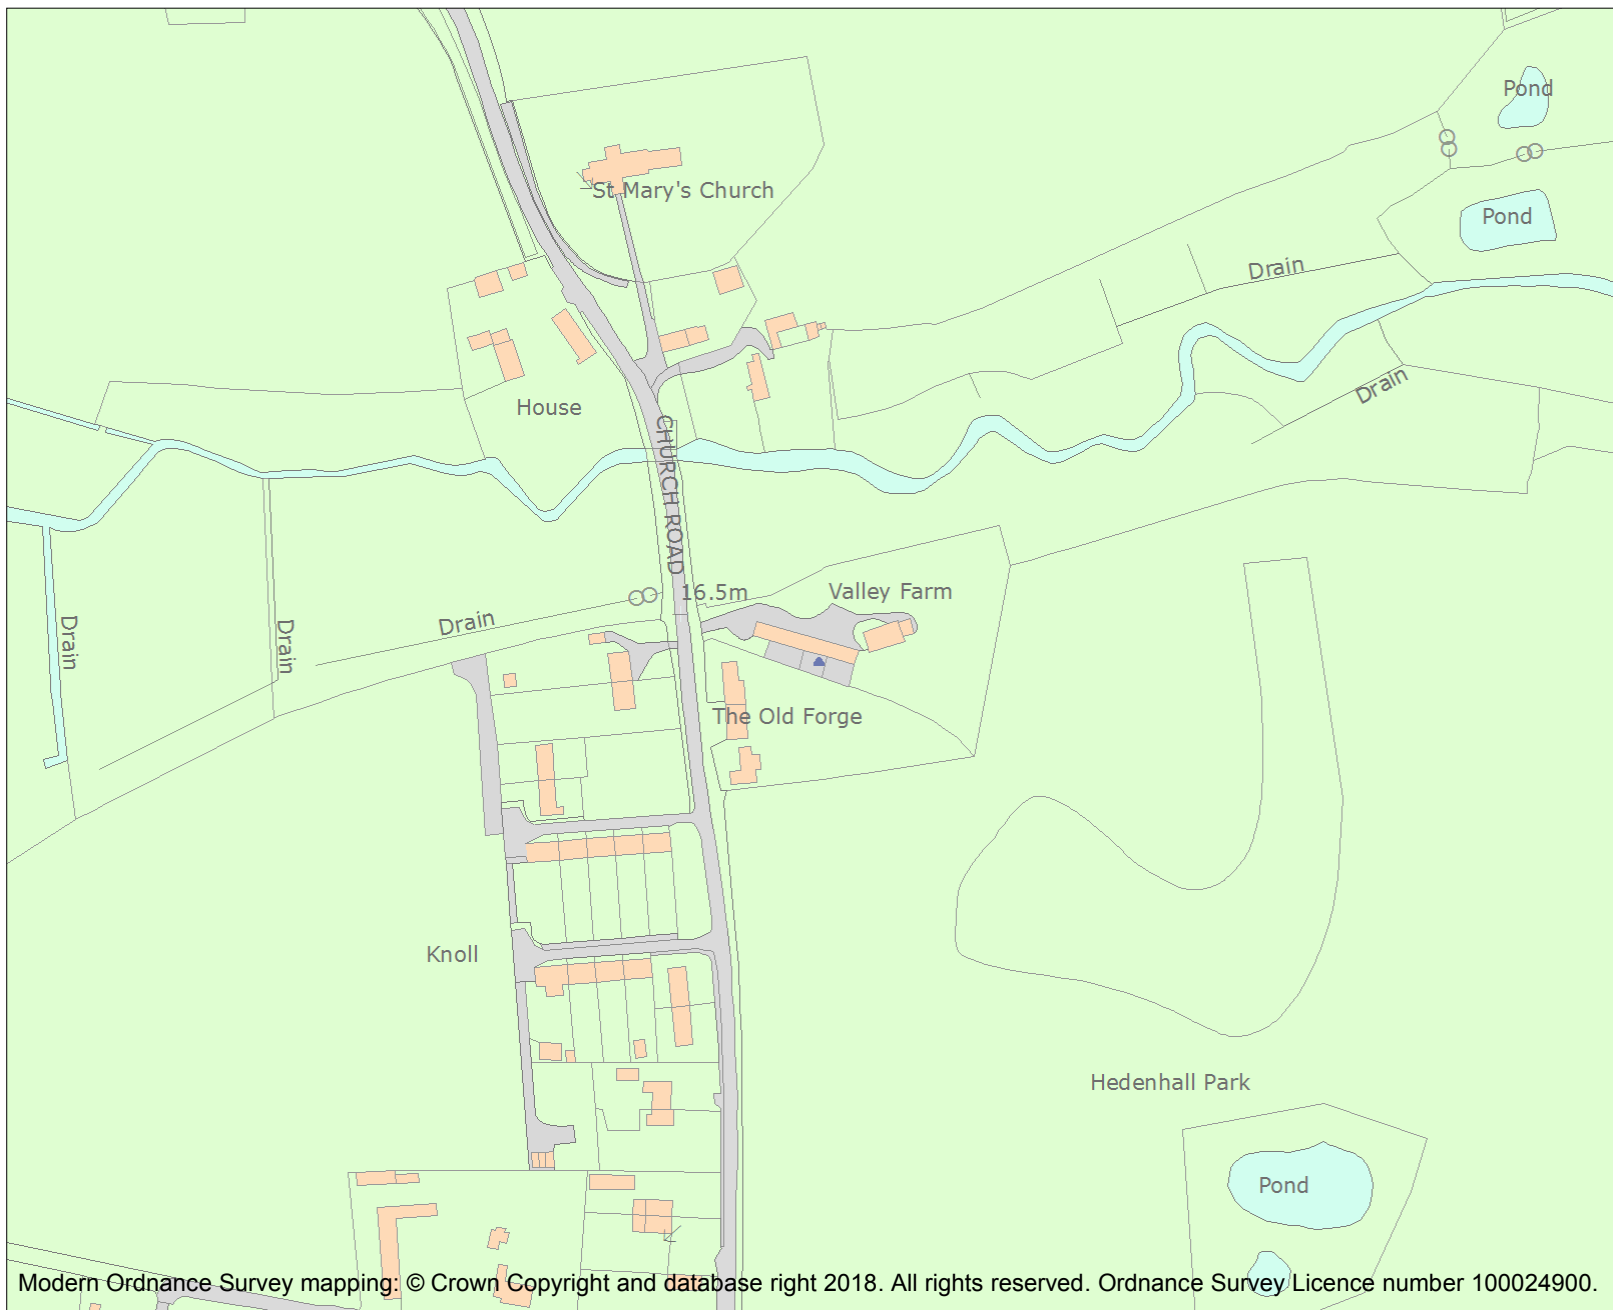 Pond
St Mary's Church
Pond
Drain
Drain
House
CHURCH ROAD
16.5m
Valley Farm
Drain
Drain
Drain
The Old Forge
Knoll
Hedenhall Park
Pond
Modern Ordnance Survey mapping: © Crown Copyright and database right 2018. All rights reserved. Ordnance Survey Licence number 100024900.